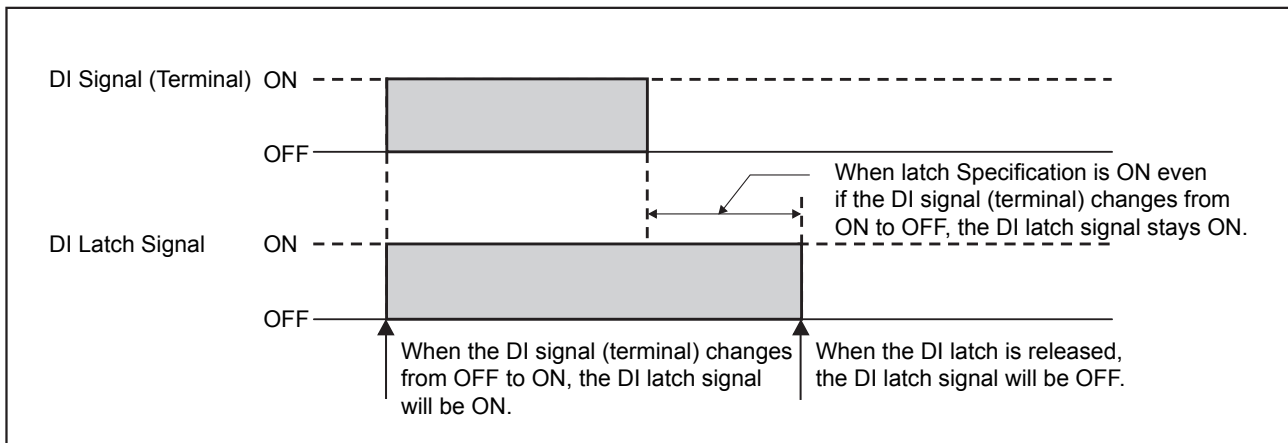 DI Signal (Terminal) ON
OFF
When latch Specification is ON even
if the DI signal (terminal) changes from
ON to OFF, the DI latch signal stays ON.
DI Latch Signal ON
OFF
When the DI signal (terminal) changes
from OFF to ON, the DI latch signal
will be ON.
When the DI latch is released,
the DI latch signal will be OFF.